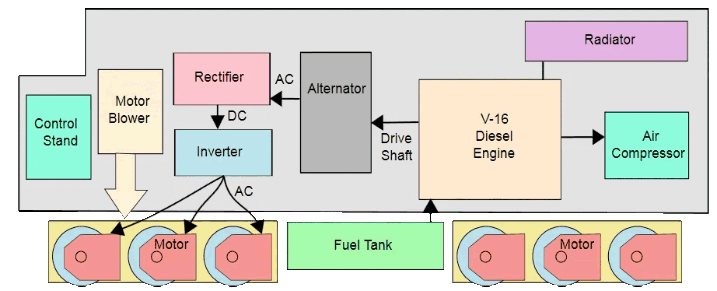 Radiator
Rectifier
AC
Alternator
Motor
Blower
Control
Stand
DC
V-16
Diesel
Engine
Drive
Shaft
Air
Compressor
Inverter
AC
Motor
Fuel Tank
Motor